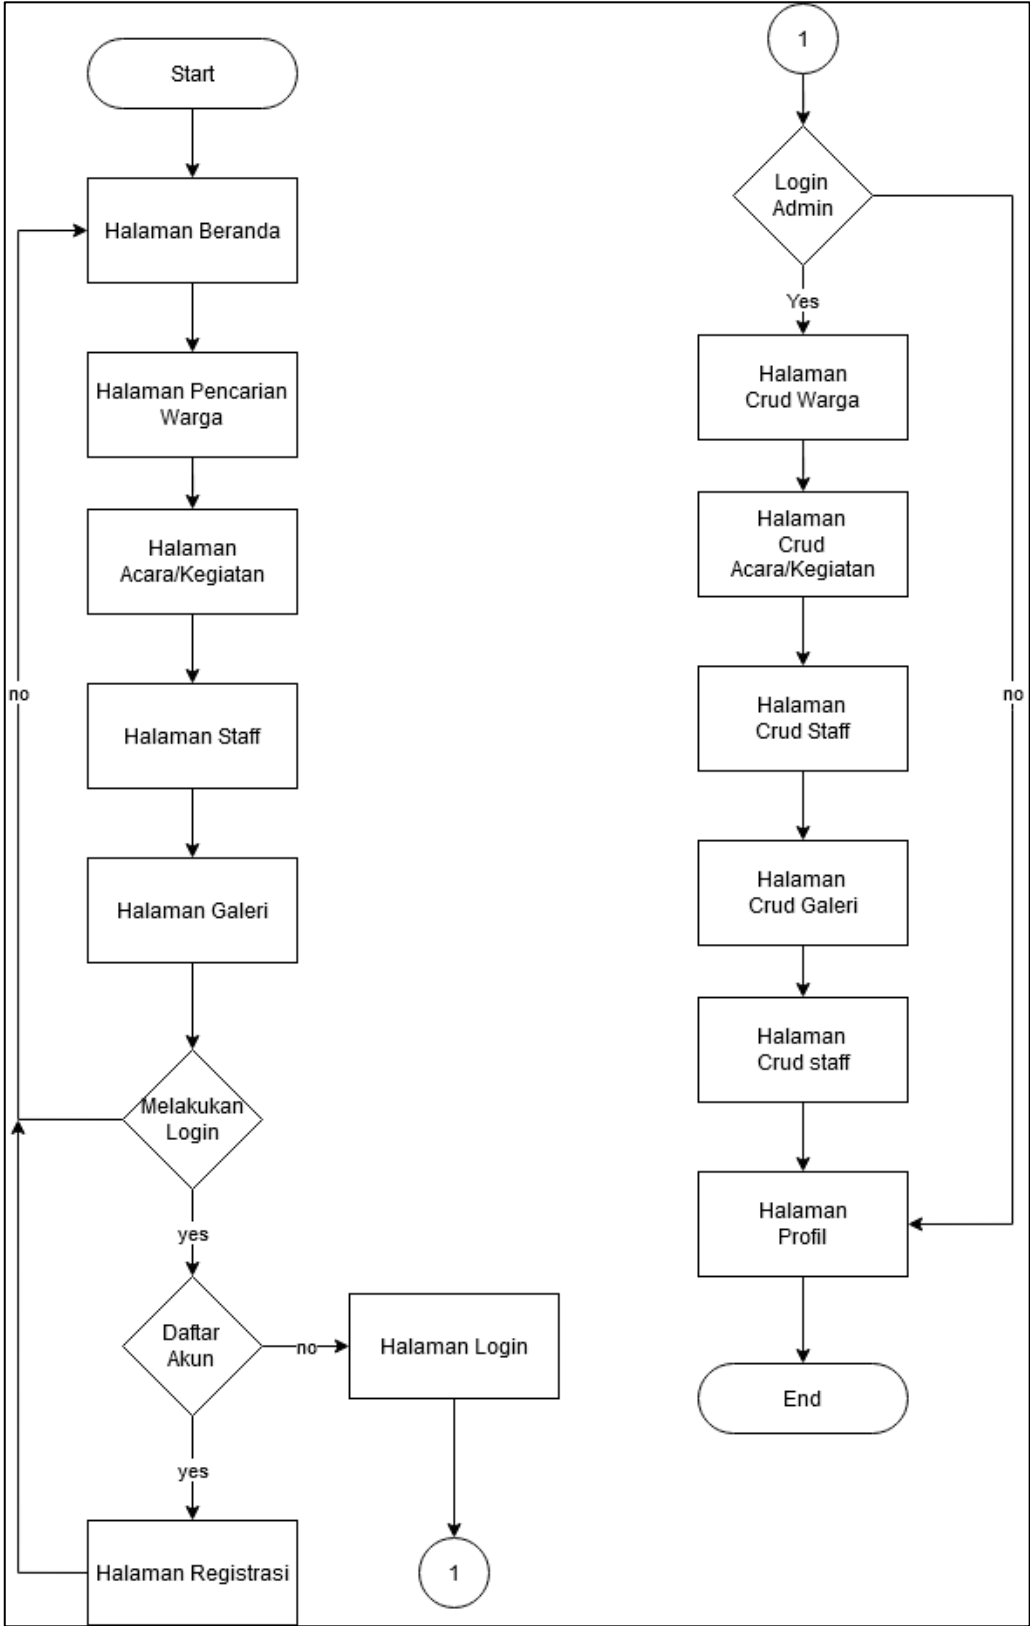 Start
Halaman Beranda
Halaman Pencarian
Warga
Halaman
Acara/Kegiatan
Halaman Staff
Halaman Galeri
no
Melakukan
Login
yes
Daftar
Akun
no
Halaman Login
yes
Halaman Registrasi
1
1
Login
Admin
Yes
no
Halaman
Crud Warga
Halaman
Crud
Acara/Kegiatan
Halaman
Crud Staff
Halaman
Crud Galeri
Halaman
Crud staff
Halaman
Profil
End